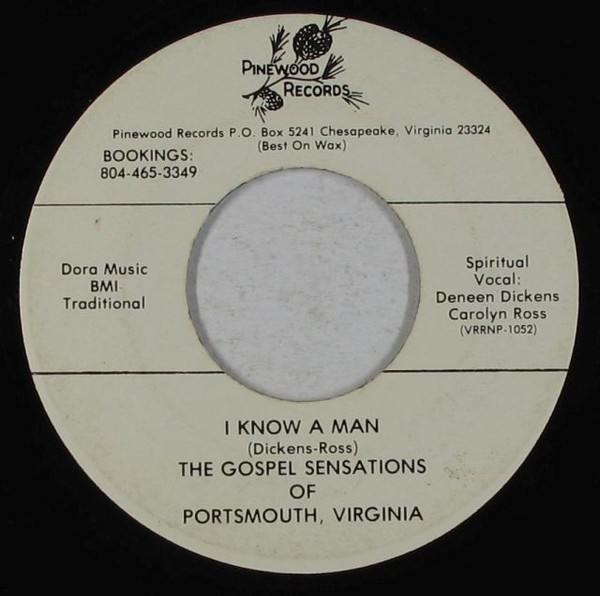 PINEWOOD
RECORDS
Pinewood Records P.O. Box 5241 Chesapeake, Virginia 23324
(Best On Wax)
BOOKINGS:
804-465-3349
Dora Music
BMI
Traditional
Spiritual
Vocal:
Deneen Dickens
Carolyn Ross
(VRRNP-1052)
I KNOW A MAN
(Dickens-Ross)
THE GOSPEL SENSATIONS
OF
PORTSMOUTH, VIRGINIA